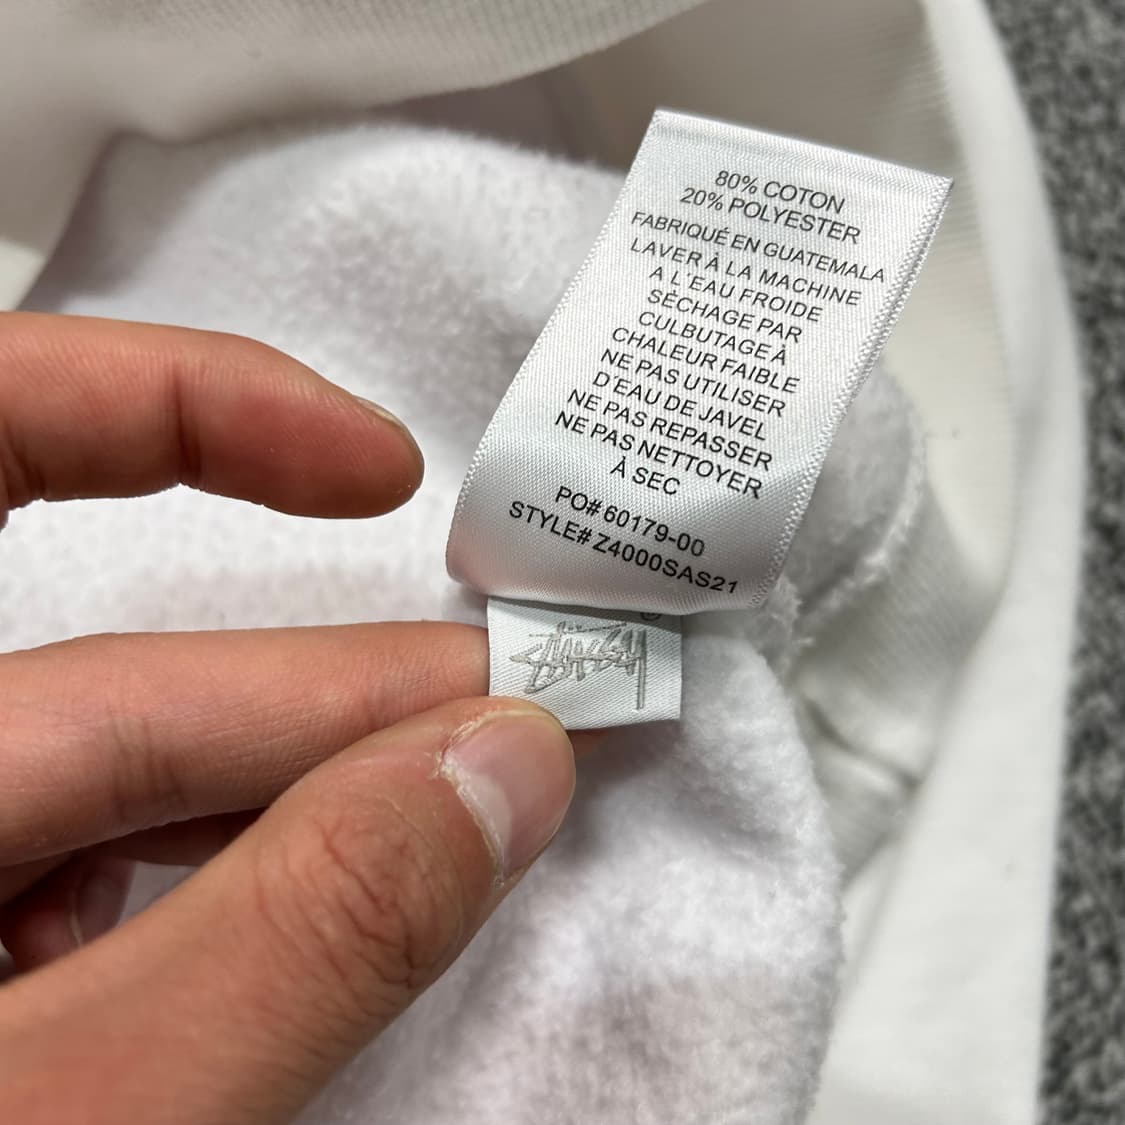 80% COTON
20% POLYESTER
FABRIQUÉ EN GUATEMALA
LAVER À LA MACHINE
A L'EAU FROIDE
SÉCHAGE PAR
CULBUTAGE À
CHALEUR FAIBLE
NE PAS UTILISER
D'EAU DE JAVEL
NE PAS REPASSER
NE PAS NETTOYER
À SEC
PO# 60179-00
STYLE# Z4000SAS21
Stüssy